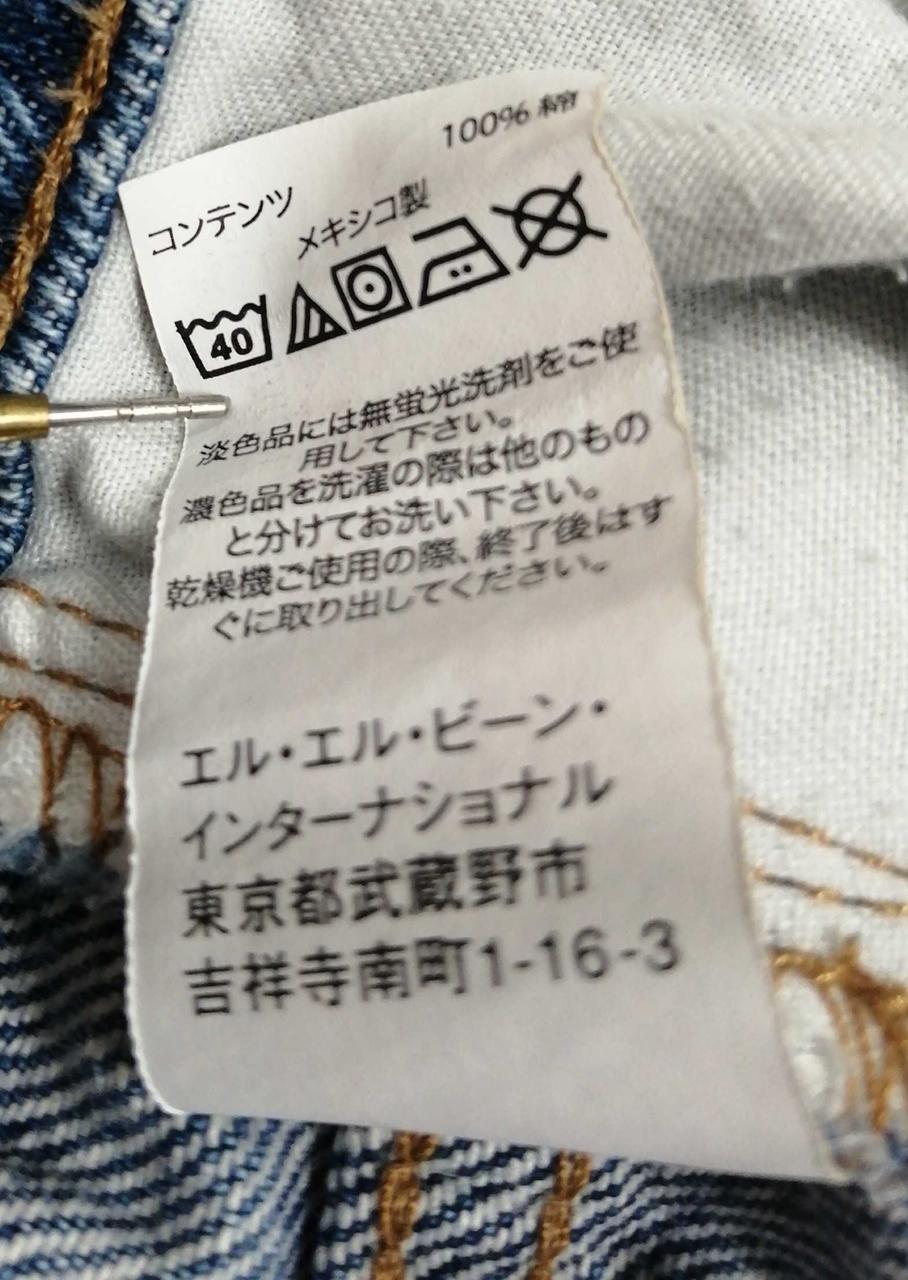 100% 綿
コンテンツ
メキシコ製
40
淡色品には無蛍光洗剤をご使
用して下さい。
濃色品を洗濯の際は他のもの
と分けてお洗い下さい。
乾燥機ご使用の際、終了後はす
ぐに取り出してください。
エル・エル・ビーン・
インターナショナル
東京都武蔵野市
吉祥寺南町1-16-3